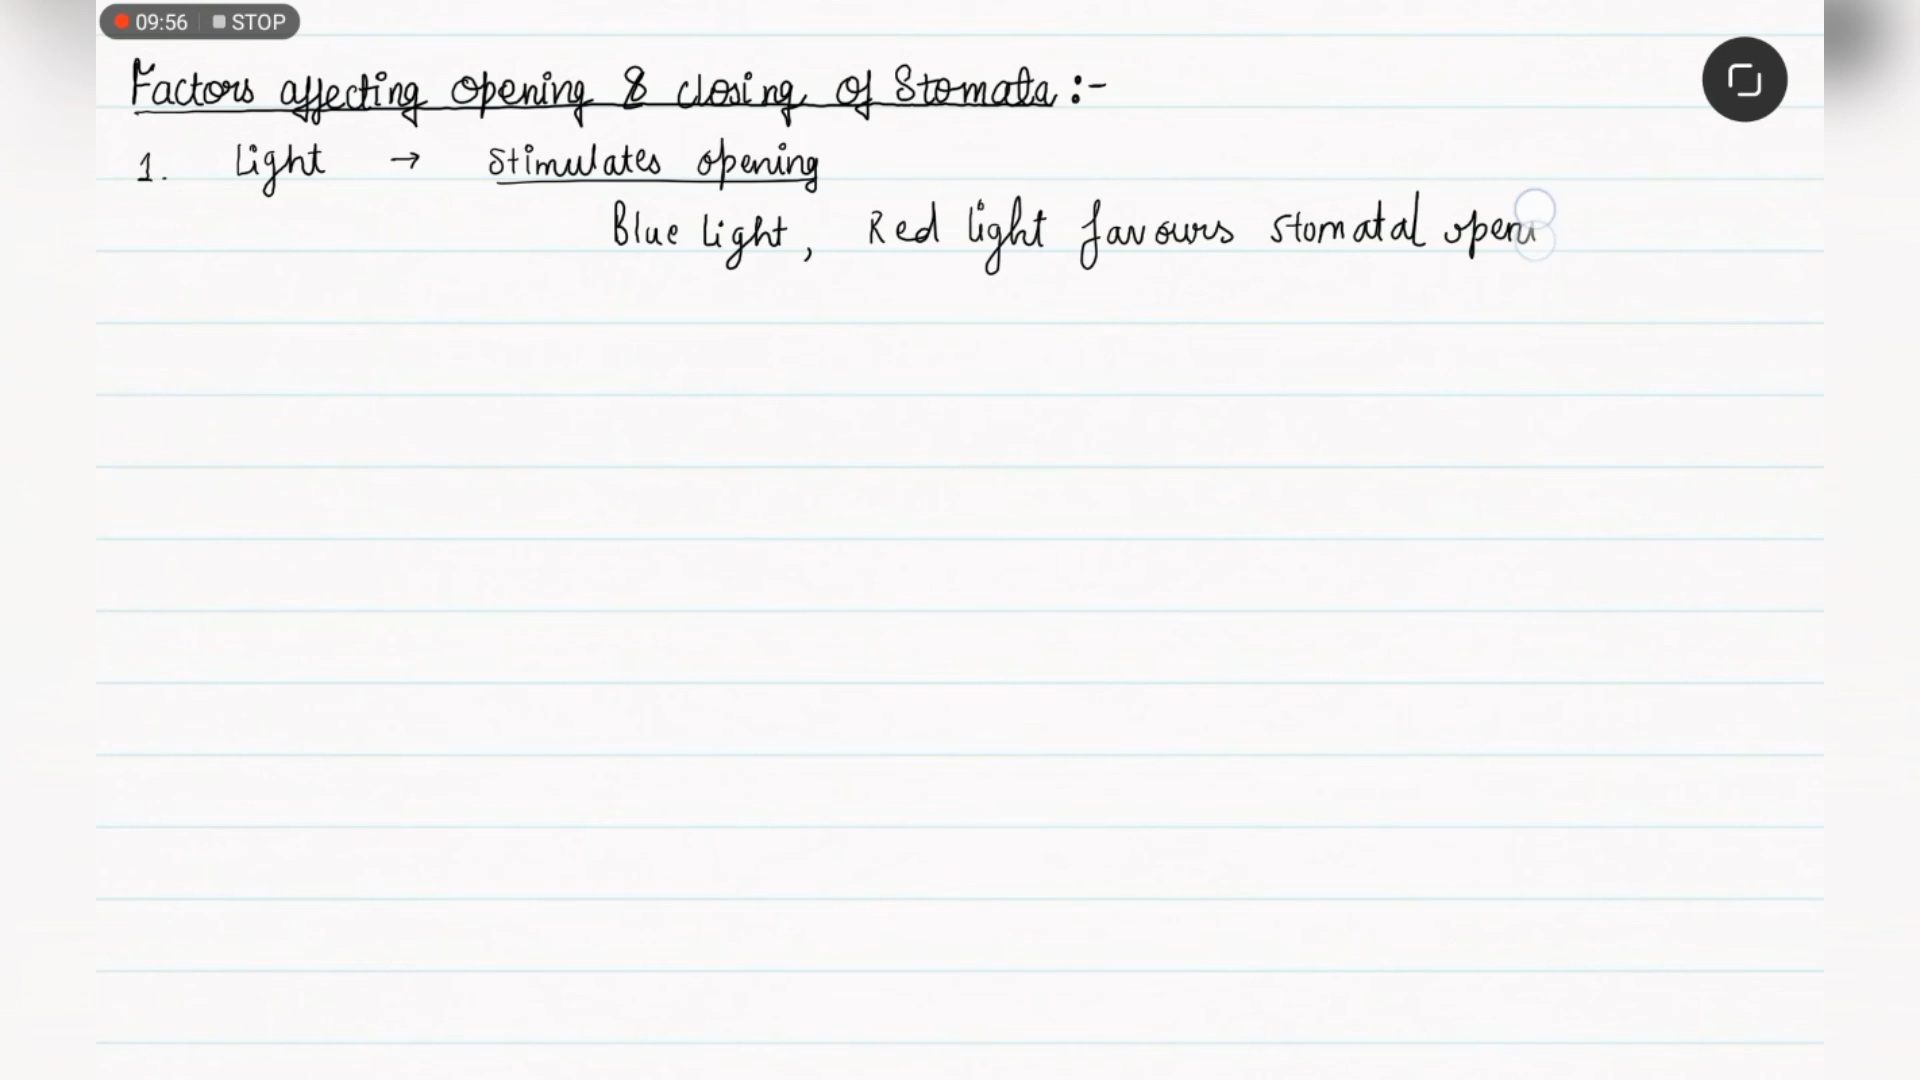 09:56 STOP
Factors affecting opening & closing of Stomata :-
1. Light → stimulates opening
Blue light, Red light favours stomatal openi